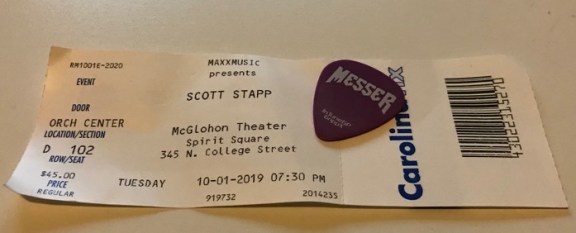 RM1001E-2020
EVENT
DOOR
ORCH CENTER
LOCATION/SECTION
D 102
ROW/SEAT
$45.00
PRICE
REGULAR
MAXXMUSIC
presents
SCOTT STAPP
McGlohon Theater
Spirit Square
345 N. College Street
TUESDAY 10-01-2019 07:30 PM
919732 2014235
MESSER
Carolina